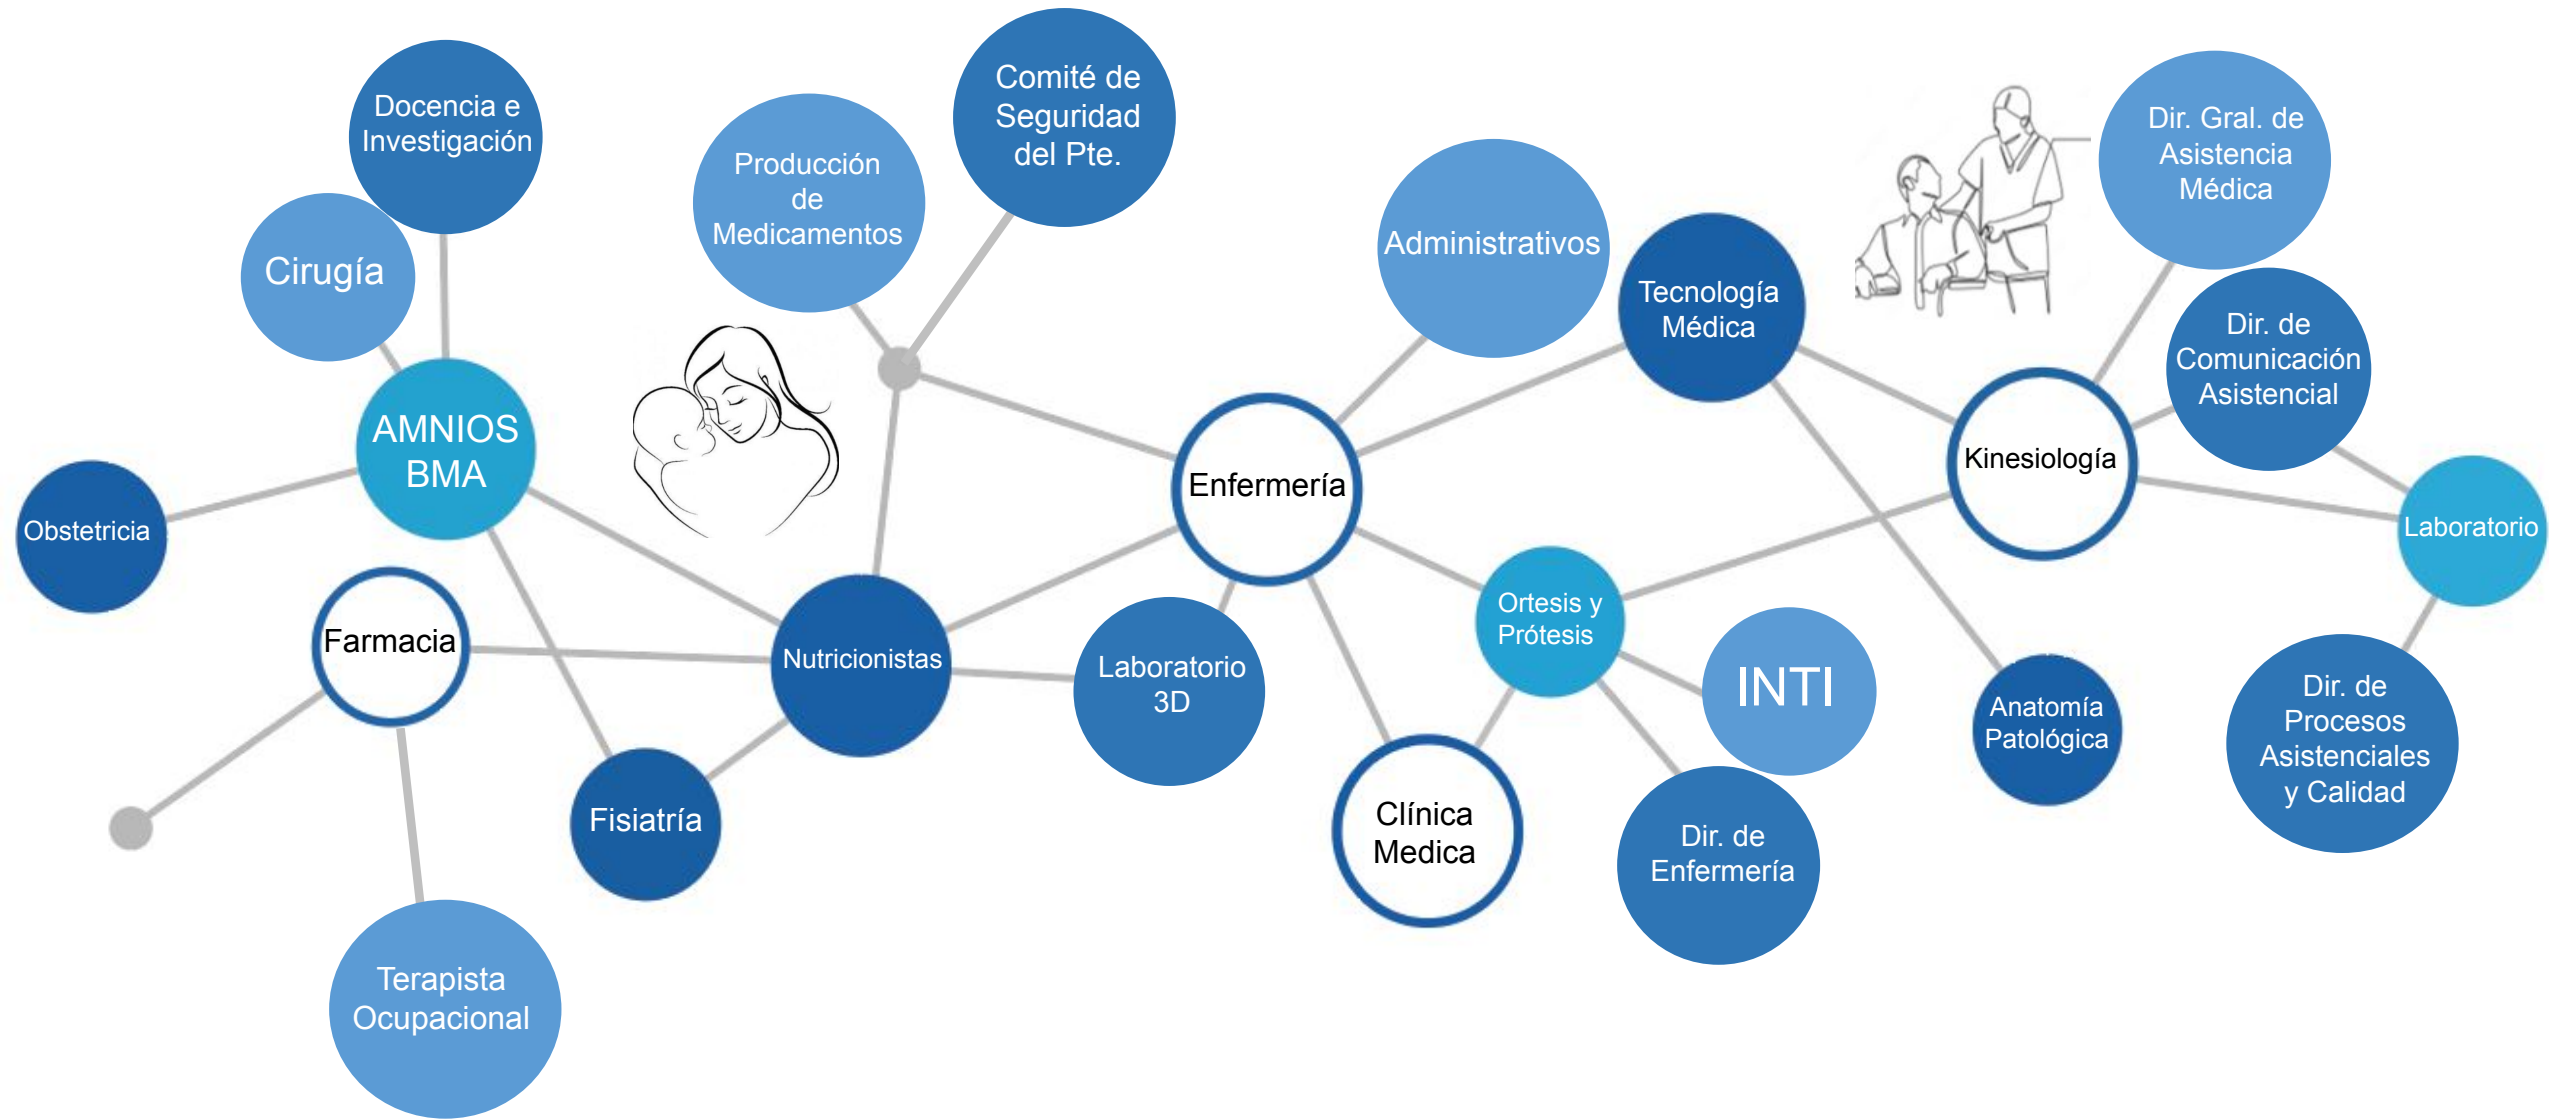 Docencia e
Investigación
Cirugía
AMNIOS
BMA
Obstetricia
Farmacia
Terapista
Ocupacional
Fisiatría
Nutricionistas
Producción
de
Medicamentos
Comité de
Seguridad
del Pte.
Laboratorio
3D
Enfermería
Administrativos
Clínica
Medica
Ortesis y
Prótesis
INTI
Dir. de
Enfermería
Tecnología
Médica
Anatomía
Patológica
Kinesiología
Dir. Gral. de
Asistencia
Médica
Dir. de
Comunicación
Asistencial
Laboratorio
Dir. de
Procesos
Asistenciales
y Calidad